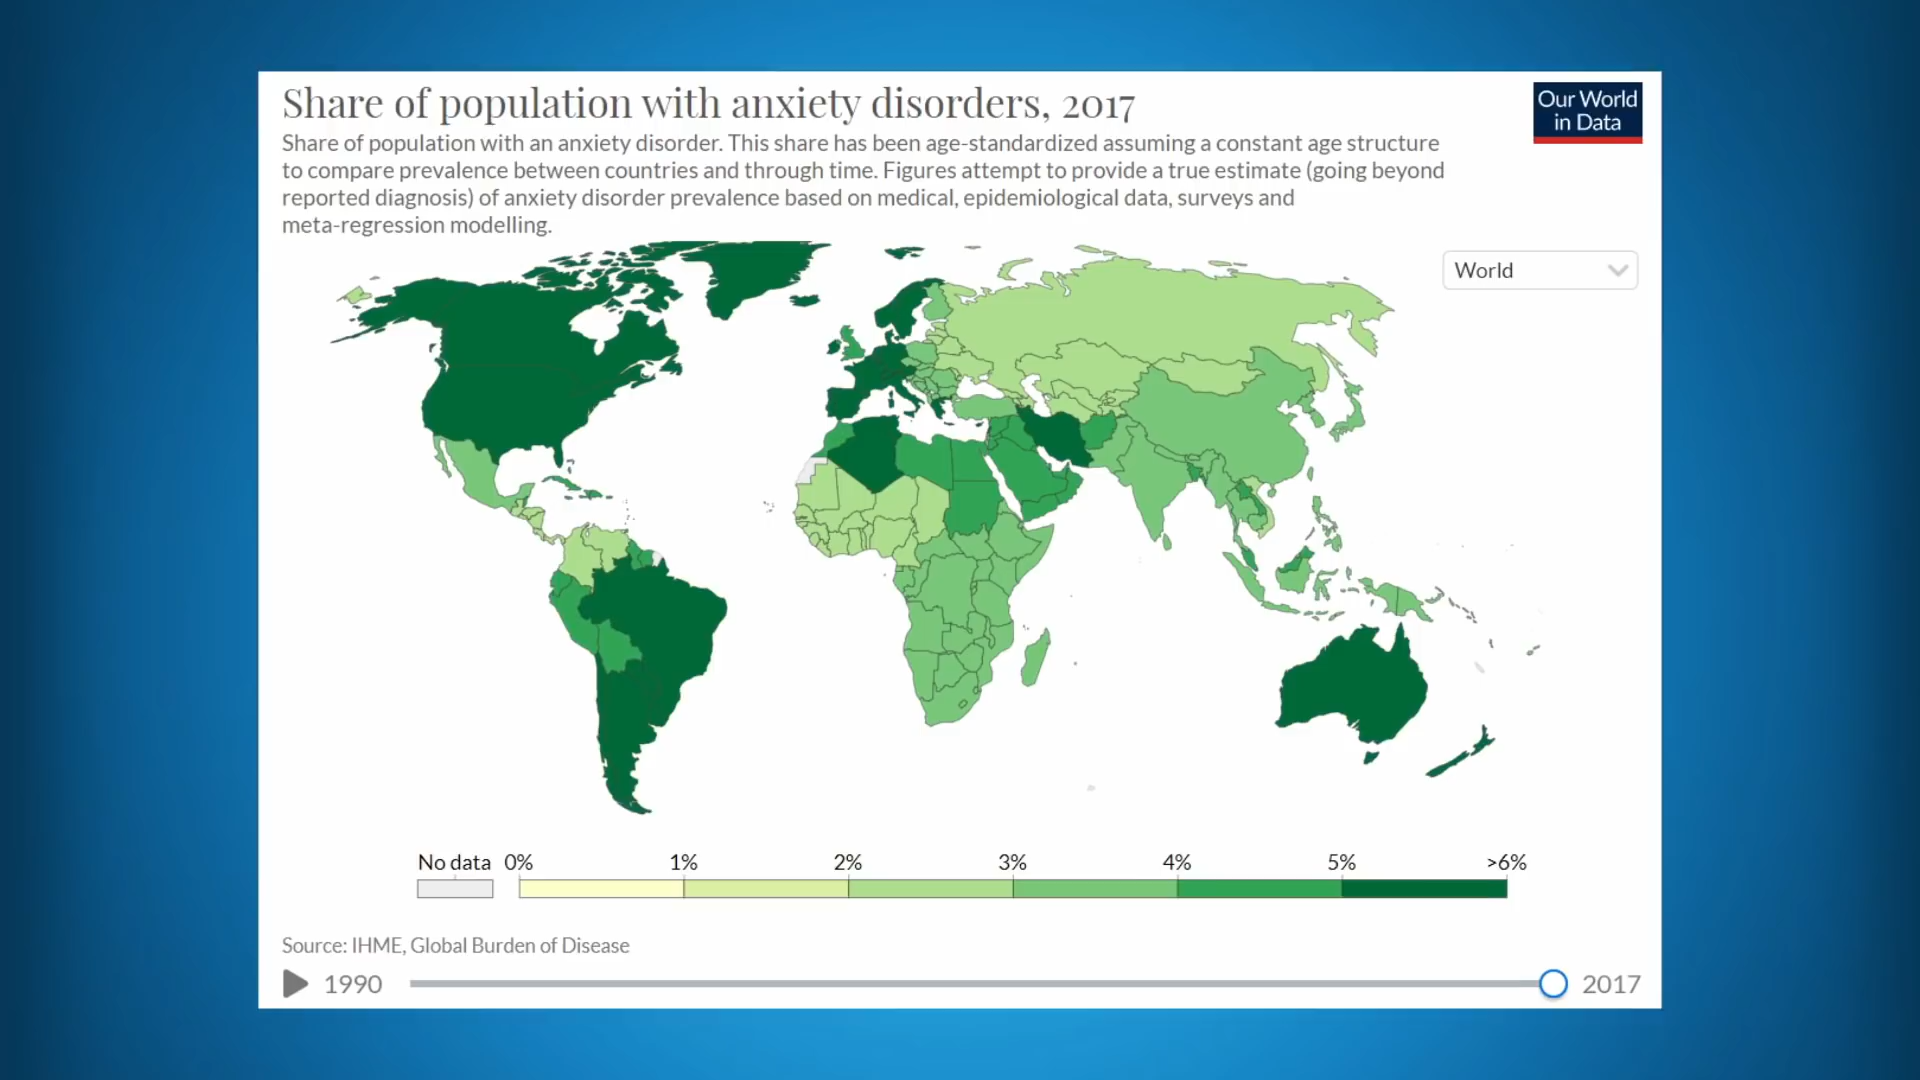 Share of population with anxiety disorders, 2017
Our World
in Data
Share of population with an anxiety disorder. This share has been age-standardized assuming a constant age structure
to compare prevalence between countries and through time. Figures attempt to provide a true estimate (going beyond
reported diagnosis) of anxiety disorder prevalence based on medical, epidemiological data, surveys and
meta-regression modelling.
World
No data 0% 1% 2% 3% 4% 5% >6%
Source: IHME, Global Burden of Disease
1990 2017